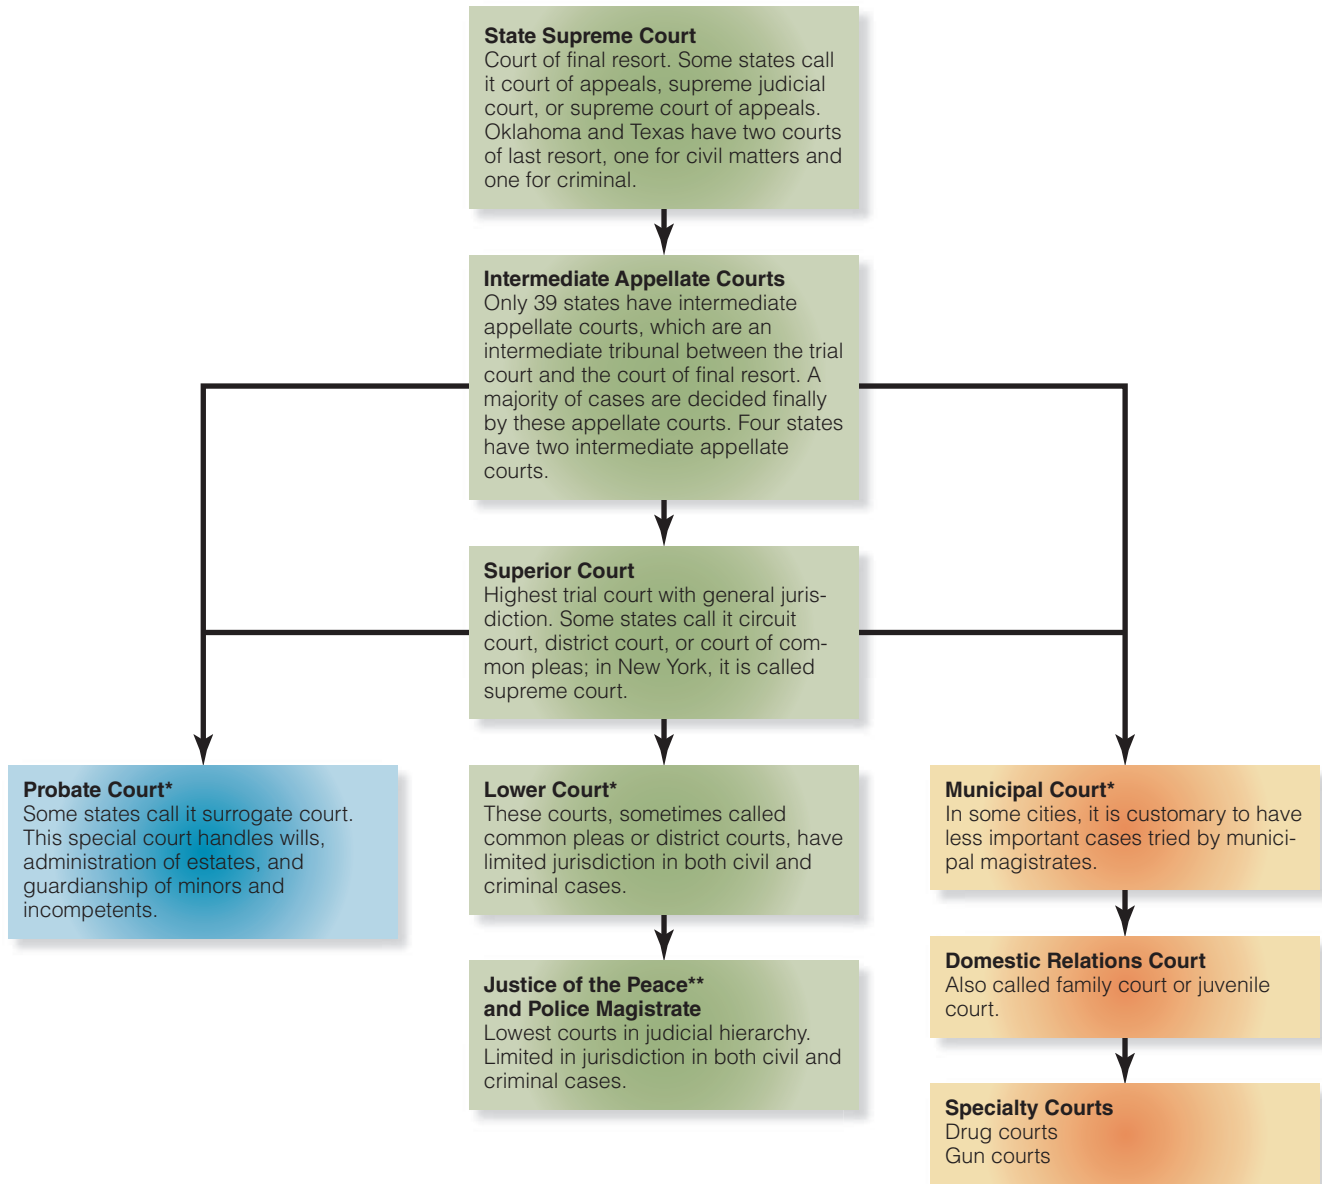 State Supreme Court
Court of final resort. Some states call
it court of appeals, supreme judicial
court, or supreme court of appeals.
Oklahoma and Texas have two courts
of last resort, one for civil matters and
one for criminal.
Intermediate Appellate Courts
Only 39 states have intermediate
appellate courts, which are an
intermediate tribunal between the trial
court and the court of final resort. A
majority of cases are decided finally
by these appellate courts. Four states
have two intermediate appellate
courts.
Superior Court
Highest trial court with general juris-
diction. Some states call it circuit
court, district court, or court of com-
mon pleas; in New York, it is called
supreme court.
Probate Court*
Some states call it surrogate court.
This special court handles wills,
administration of estates, and
guardianship of minors and
incompetents.
Lower Court*
These courts, sometimes called
common pleas or district courts, have
limited jurisdiction in both civil and
criminal cases.
Justice of the Peace**
and Police Magistrate
Lowest courts in judicial hierarchy.
Limited in jurisdiction in both civil and
criminal cases.
Municipal Court*
In some cities, it is customary to have
less important cases tried by munici-
pal magistrates.
Domestic Relations Court
Also called family court or juvenile
court.
Specialty Courts
Drug courts
Gun courts